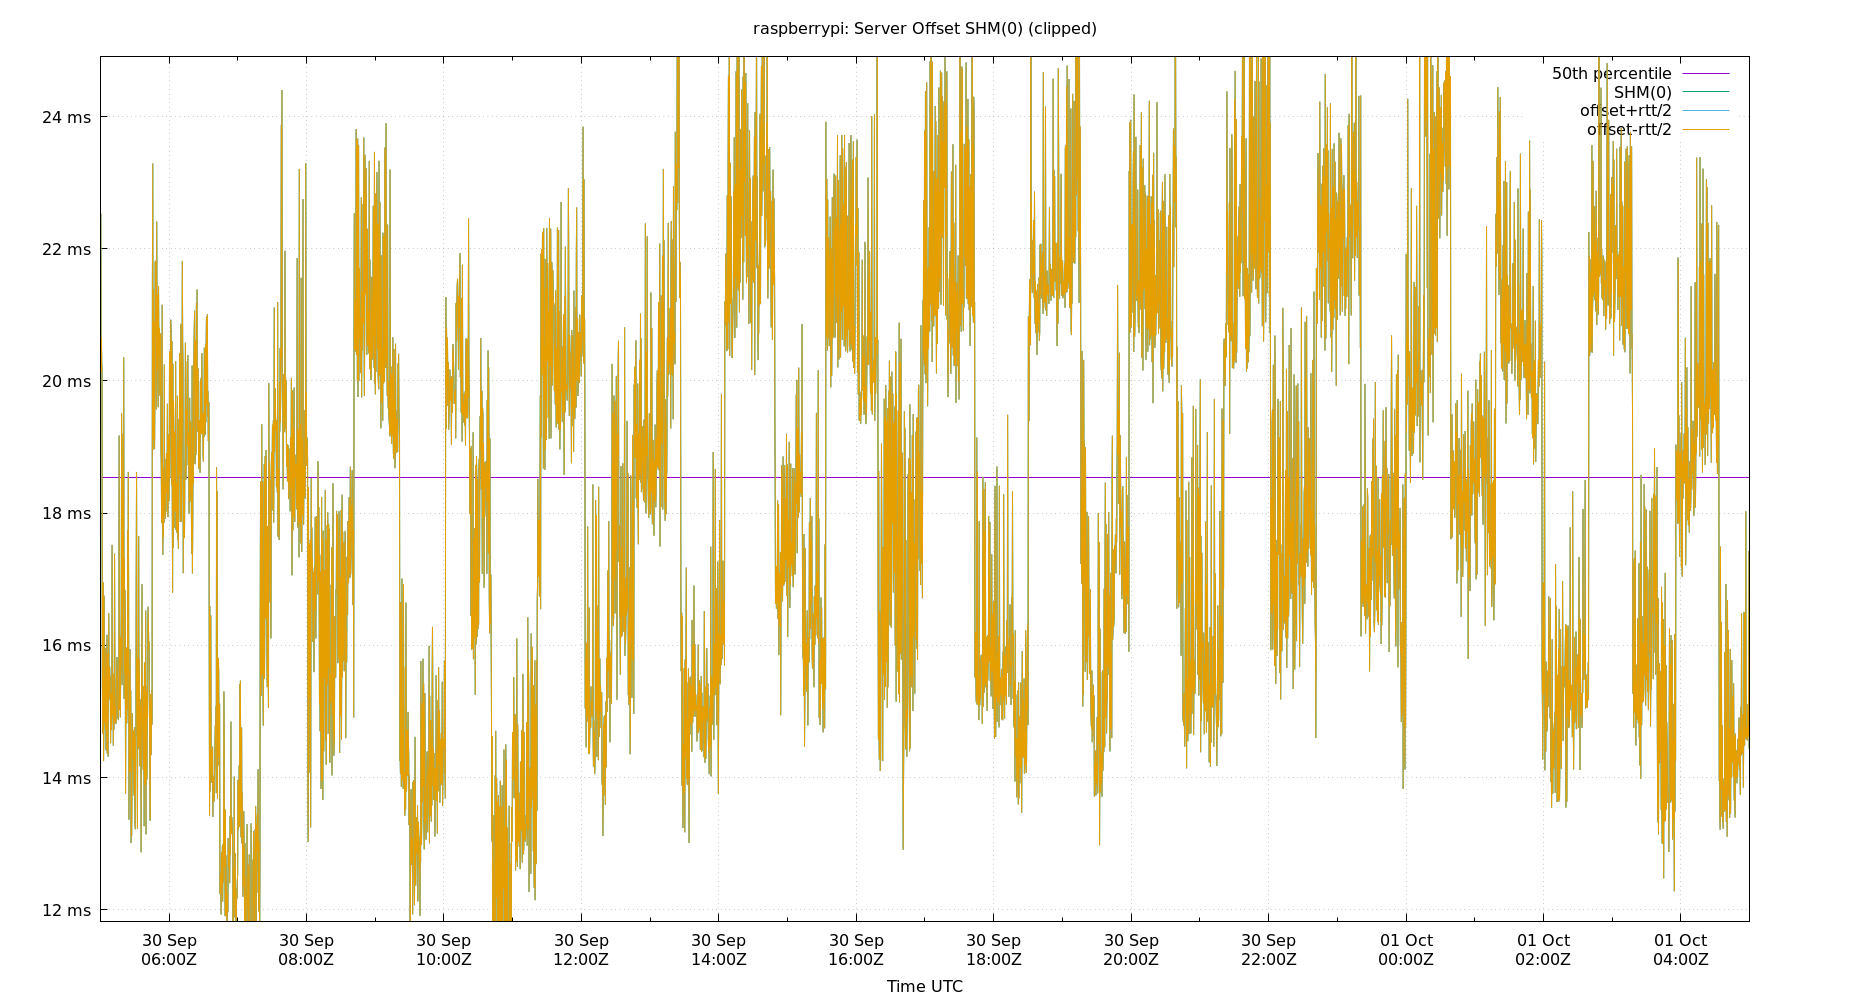 raspberrypi: Server Offset SHM(0) (clipped)
50th percentile
SHM(0)
offset+rtt/2
offset-rtt/2
24 ms
22 ms
20 ms
18 ms
16 ms
14 ms
12 ms
30 Sep 30 Sep 30 Sep 30 Sep 30 Sep 30 Sep 30 Sep 30 Sep 30 Sep 01 Oct 01 Oct 01 Oct
06:00Z 08:00Z 10:00Z 12:00Z 14:00Z 16:00Z 18:00Z 20:00Z 22:00Z 00:00Z 02:00Z 04:00Z
Time UTC